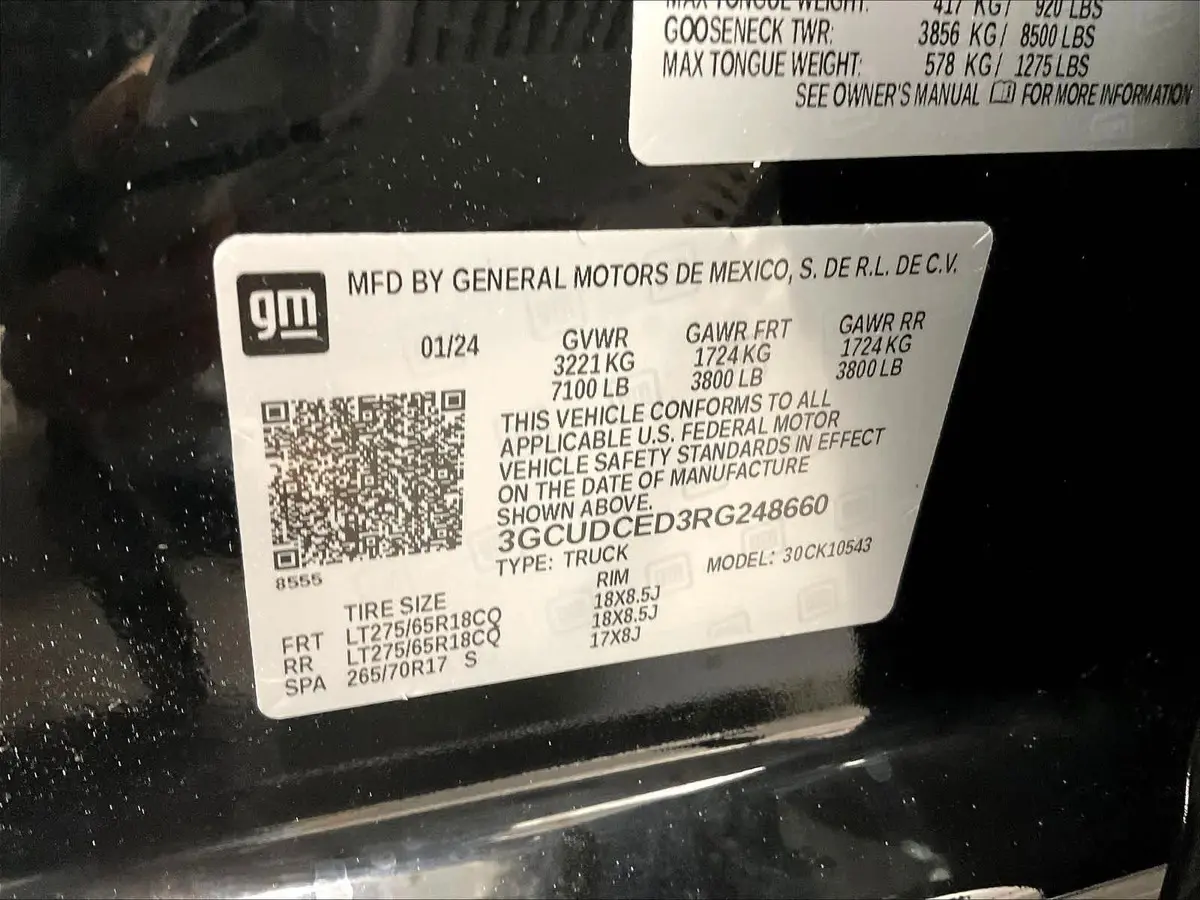 MAX TONGUE WEIGHT: 417 KG/ 920 LBS
GOOSENECK TWR: 3856 KG/ 8500 LBS
MAX TONGUE WEIGHT: 578 KG/ 1275 LBS
SEE OWNER'S MANUAL FOR MORE INFORMATION
gm
MFD BY GENERAL MOTORS DE MEXICO, S. DE R.L. DE C.V.
01/24 GVWR GAWR FRT GAWR RR
3221 KG 1724 KG 1724 KG
7100 LB 3800 LB 3800 LB
THIS VEHICLE CONFORMS TO ALL
APPLICABLE U.S. FEDERAL MOTOR
VEHICLE SAFETY STANDARDS IN EFFECT
ON THE DATE OF MANUFACTURE
SHOWN ABOVE.
3GCUDCED3RG248660
TYPE: TRUCK MODEL: 30CK10543
8555
TIRE SIZE RIM
FRT LT275/65R18CQ 18X8.5J
RR LT275/65R18CQ 18X8.5J
SPA 265/70R17 S 17X8J